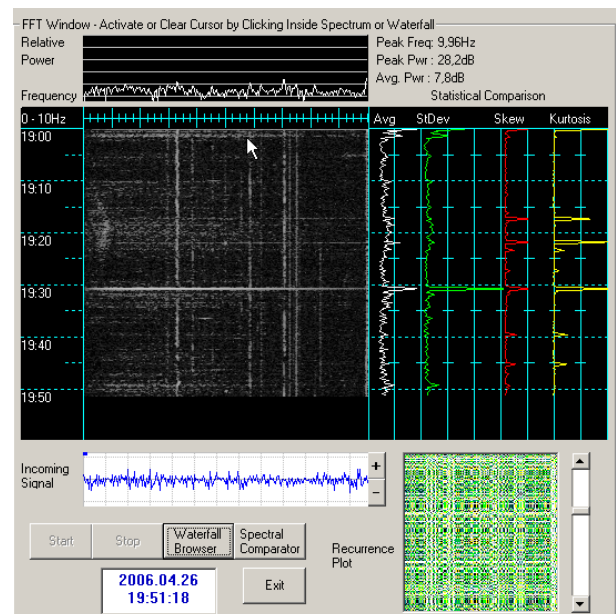 FFT Window - Activate or Clear Cursor by Clicking Inside Spectrum or Waterfall
Relative
Power
Peak Freq: 9,96Hz
Peak Pwr : 28,2dB
Avg. Pwr : 7,8dB
Frequency
Statistical Comparison
0 - 10Hz
Avg StDev Skew Kurtosis
19:00
19:10
19:20
19:30
19:40
19:50
Incoming
Signal
+
-
Start
Stop
Waterfall
Browser
Spectral
Comparator
Recurrence
Plot
2006.04.26
19:51:18
Exit